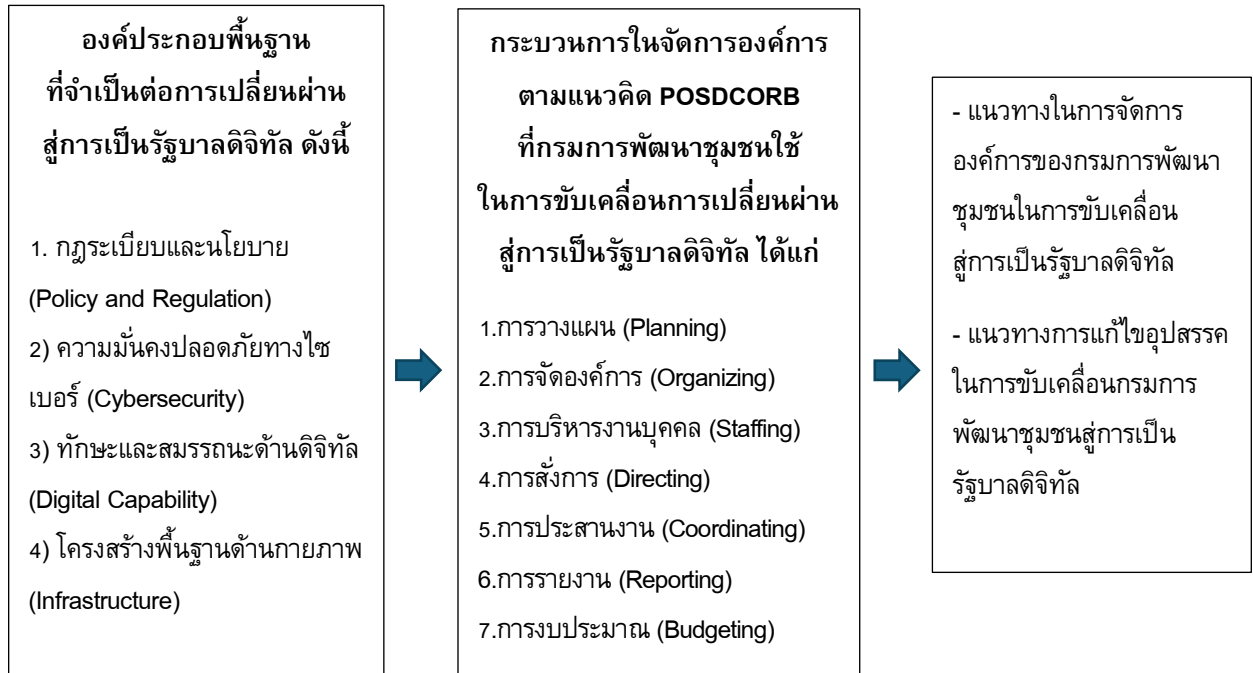 องค์ประกอบพื้นฐาน
ที่จำเป็นต่อการเปลี่ยนผ่าน
สู่การเป็นรัฐบาลดิจิทัล ดังนี้
1. กฎระเบียบและนโยบาย
(Policy and Regulation)
2) ความมั่นคงปลอดภัยทางไซ
เบอร์ (Cybersecurity)
3) ทักษะและสมรรถนะด้านดิจิทัล
(Digital Capability)
4) โครงสร้างพื้นฐานด้านกายภาพ
(Infrastructure)
กระบวนการในจัดการองค์การ
ตามแนวคิด POSDCORB
ที่กรมการพัฒนาชุมชนใช้
ในการขับเคลื่อนการเปลี่ยนผ่าน
สู่การเป็นรัฐบาลดิจิทัล ได้แก่
1.การวางแผน (Planning)
2.การจัดองค์การ (Organizing)
3.การบริหารงานบุคคล (Staffing)
4.การสั่งการ (Directing)
5.การประสานงาน (Coordinating)
6.การรายงาน (Reporting)
7.การงบประมาณ (Budgeting)
- แนวทางในการจัดการ
องค์การของกรมการพัฒนา
ชุมชนในการขับเคลื่อน
สู่การเป็นรัฐบาลดิจิทัล
- แนวทางการแก้ไขอุปสรรค
ในการขับเคลื่อนกรมการ
พัฒนาชุมชนสู่การเป็น
รัฐบาลดิจิทัล